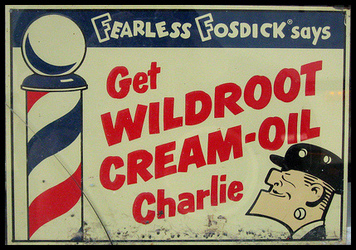 FEARLESS FOSDICK® says
Get
WILDROOT
CREAM-OIL
Charlie